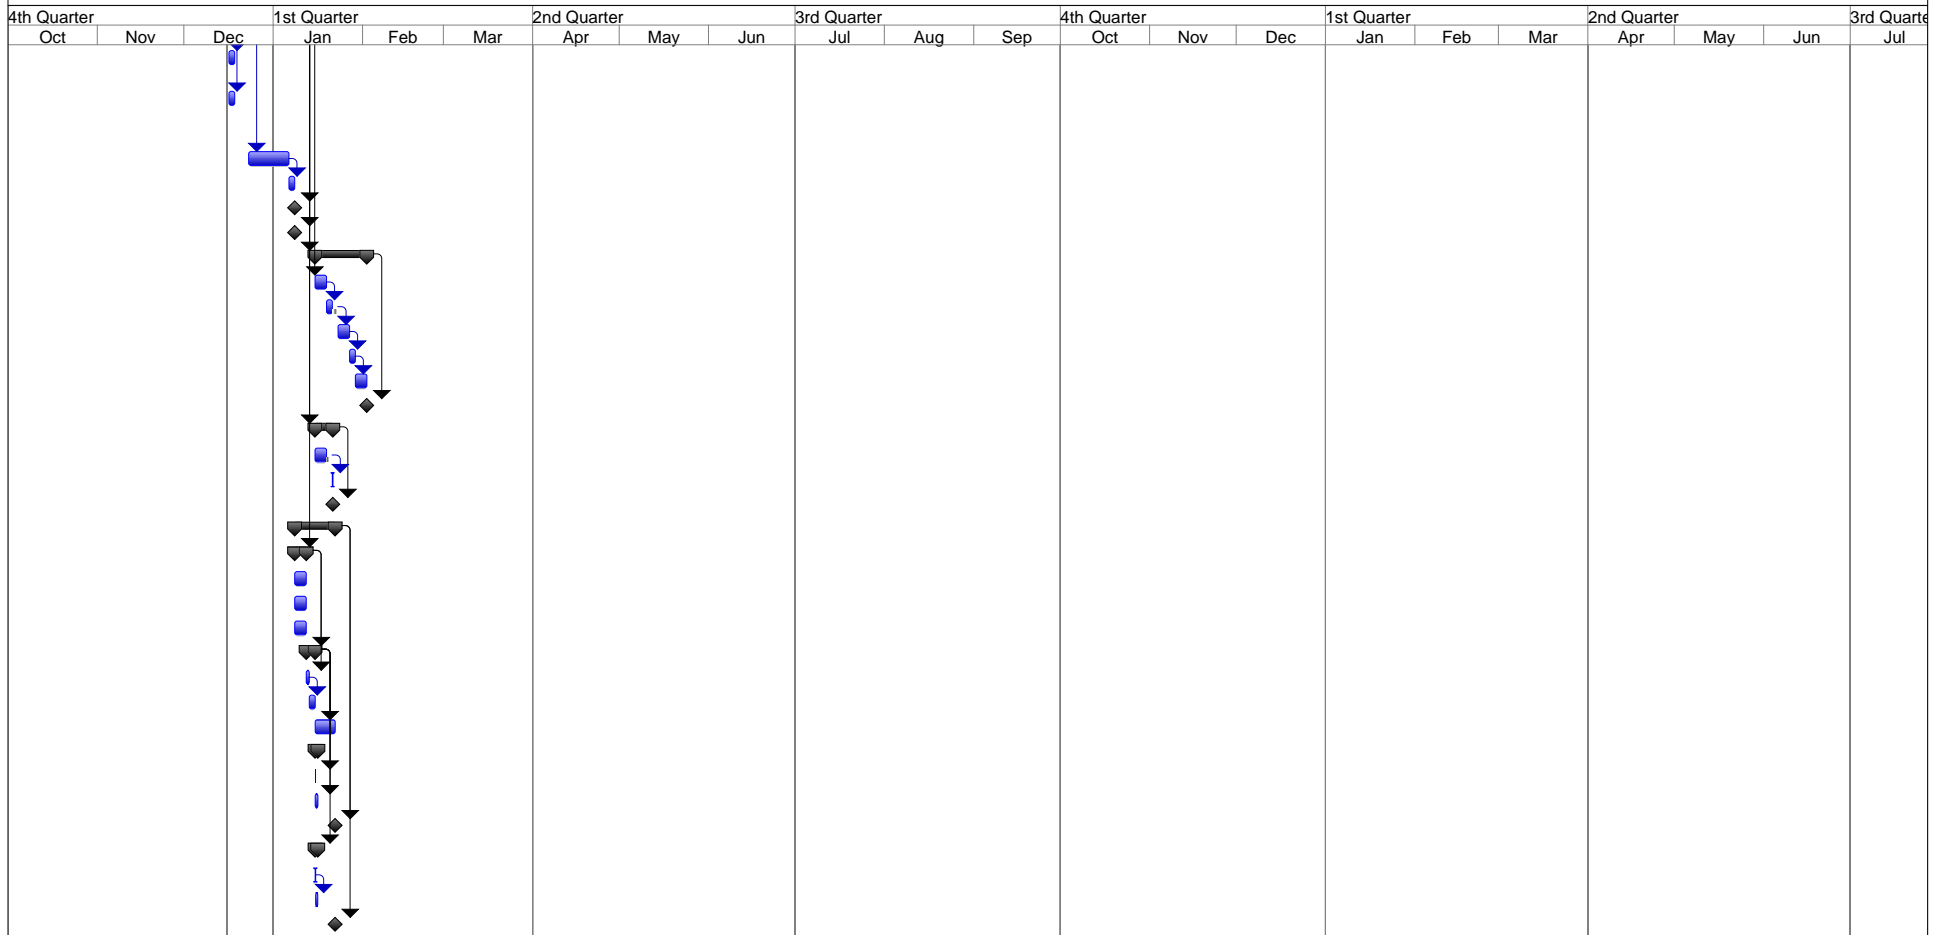 4th Quarter 1st Quarter 2nd Quarter 3rd Quarter 4th Quarter 1st Quarter 2nd Quarter 3rd Quarte
Oct Nov Dec Jan Feb Mar Apr May Jun Jul Aug Sep Oct Nov Dec Jan Feb Mar Apr May Jun Jul